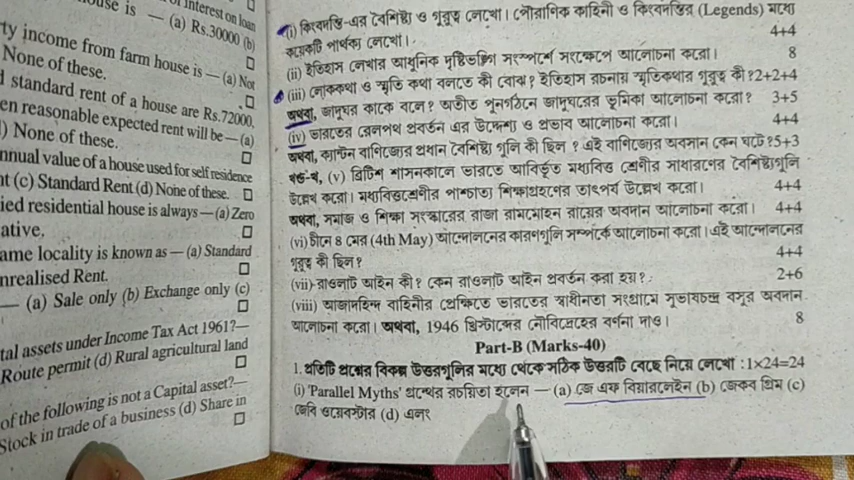 ouse is — (a) Rs.30000 (b)
of Interest on loan
ty income from farm house is — (a) Not
None of these.
standard rent of a house are Rs.72000,
en reasonable expected rent will be — (a)
) None of these.
nnual value of a house used for self residence
nt (c) Standard Rent (d) None of these.
ied residential house is always — (a) Zero
ative.
ame locality is known as — (a) Standard
nrealised Rent.
— (a) Sale only (b) Exchange only (c)
tal assets under Income Tax Act 1961?—
Route permit (d) Rural agricultural land
of the following is not a Capital asset?—
Stock in trade of a business (d) Share in
(i) কিংবদন্তি-এর বৈশিষ্ট্য ও গুরুত্ব লেখো। পৌরাণিক কাহিনী ও কিংবদন্তির (Legends) মধ্যে
কয়েকটি পার্থক্য লেখো। 4+4
(ii) ইতিহাস লেখার আধুনিক দৃষ্টিভঙ্গি সংস্পর্শে সংক্ষেপে আলোচনা করো। 8
(iii) লোককথা ও স্মৃতি কথা বলতে কী বোঝ? ইতিহাস রচনায় স্মৃতিকথার গুরুত্ব কী?2+2+4
অথবা, জাদুঘর কাকে বলে? অতীত পুনর্গঠনে জাদুঘরের ভূমিকা আলোচনা করো? 3+5
(iv) ভারতের রেলপথ প্রবর্তন এর উদ্দেশ্য ও প্রভাব আলোচনা করো। 4+4
অথবা, ক্যান্টন বাণিজ্যের প্রধান বৈশিষ্ট্য গুলি কী ছিল? এই বাণিজ্যের অবসান কেন ঘটে?5+3
খণ্ড-খ, (v) ব্রিটিশ শাসনকালে ভারতে আবির্ভূত মধ্যবিত্ত শ্রেণীর সাধারনের বৈশিষ্ট্যগুলি
উল্লেখ করো। মধ্যবিত্তশ্রেণীর পাশ্চাত্য শিক্ষাগ্রহণের তাৎপর্য উল্লেখ করো। 4+4
অথবা, সমাজ ও শিক্ষা সংস্কারের রাজা রামমোহন রায়ের অবদান আলোচনা করো। 4+4
(vi) চীনে 8 মের (4th May) আন্দোলনের কারণগুলি সম্পর্কে আলোচনা করো। এই আন্দোলনের
গুরুত্ব কী ছিল? 4+4
(vii) রাওলাট আইন কী? কেন রাওলাট আইন প্রবর্তন করা হয়? 2+6
(viii) আজাদহিন্দ বাহিনীর প্রেক্ষিতে ভারতের স্বাধীনতা সংগ্রামে সুভাষচন্দ্র বসুর অবদান
আলোচনা করো। অথবা, 1946 খ্রিস্টাব্দের নৌবিদ্রোহের বর্ণনা দাও। 8
Part-B (Marks-40)
1. প্রতিটি প্রশ্নের বিকল্প উত্তরগুলির মধ্যে থেকে সঠিক উত্তরটি বেছে নিয়ে লেখো : 1×24=24
(i) 'Parallel Myths' গ্রন্থের রচয়িতা হলেন — (a) জে এফ বিয়ারলেইন (b) জেকব গ্রিম (c)
জেবি ওয়েবস্টার (d) এলং